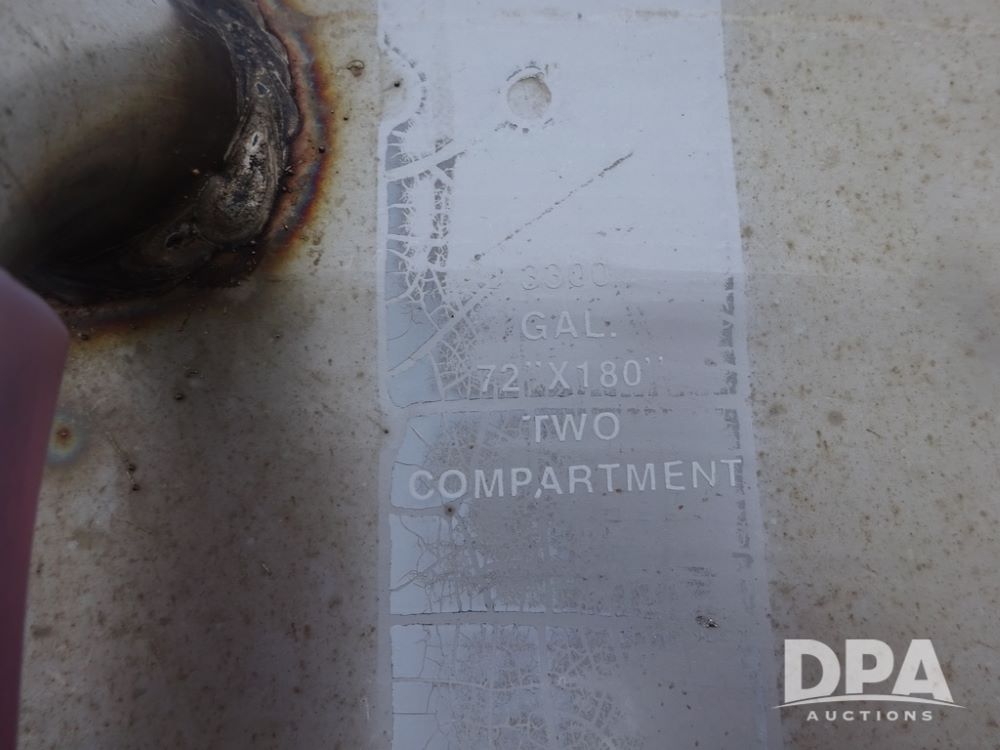 3300
GAL.
72"X180"
TWO
COMPARTMENT
DPA
AUCTIONS